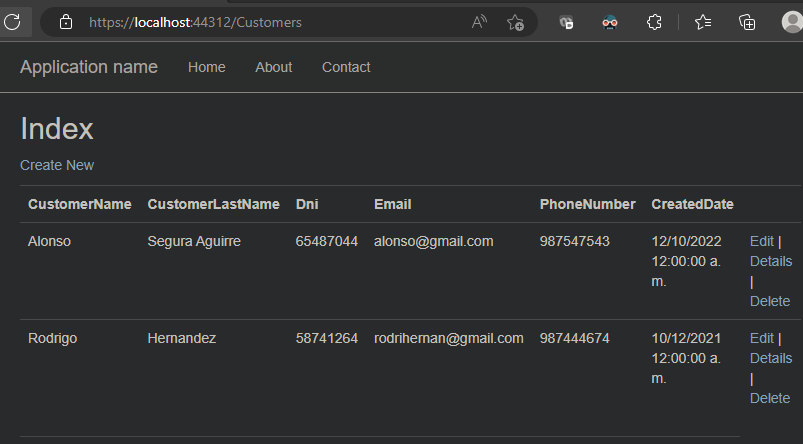 https://localhost:44312/Customers
Application name Home About Contact
Index
Create New
CustomerName CustomerLastName Dni Email PhoneNumber CreatedDate
Alonso Segura Aguirre 65487044 alonso@gmail.com 987547543 12/10/2022 Edit |
12:00:00 a. Details
m. |
Delete
Rodrigo Hernandez 58741264 rodrihernan@gmail.com 987444674 10/12/2021 Edit |
12:00:00 a. Details
m. |
Delete